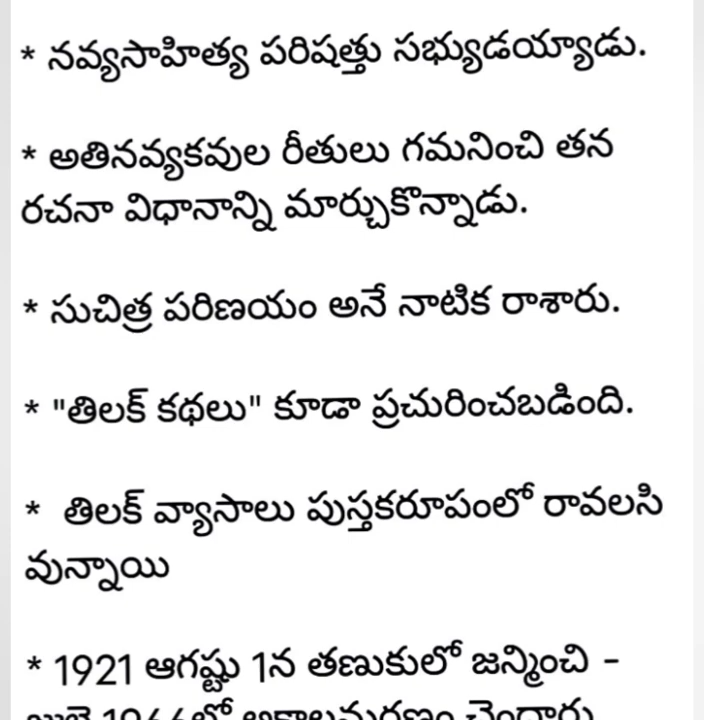 * నవ్యసాహిత్య పరిషత్తు సభ్యుడయ్యాడు.
* అతినవ్యకవుల రీతులు గమనించి తన
రచనా విధానాన్ని మార్చుకొన్నాడు.
* సుచిత్ర పరిణయం అనే నాటిక రాశారు.
* "తిలక్ కథలు" కూడా ప్రచురించబడింది.
* తిలక్ వ్యాసాలు పుస్తకరూపంలో రావలసి
వున్నాయి
* 1921 ఆగష్టు 1న తణుకులో జన్మించి -